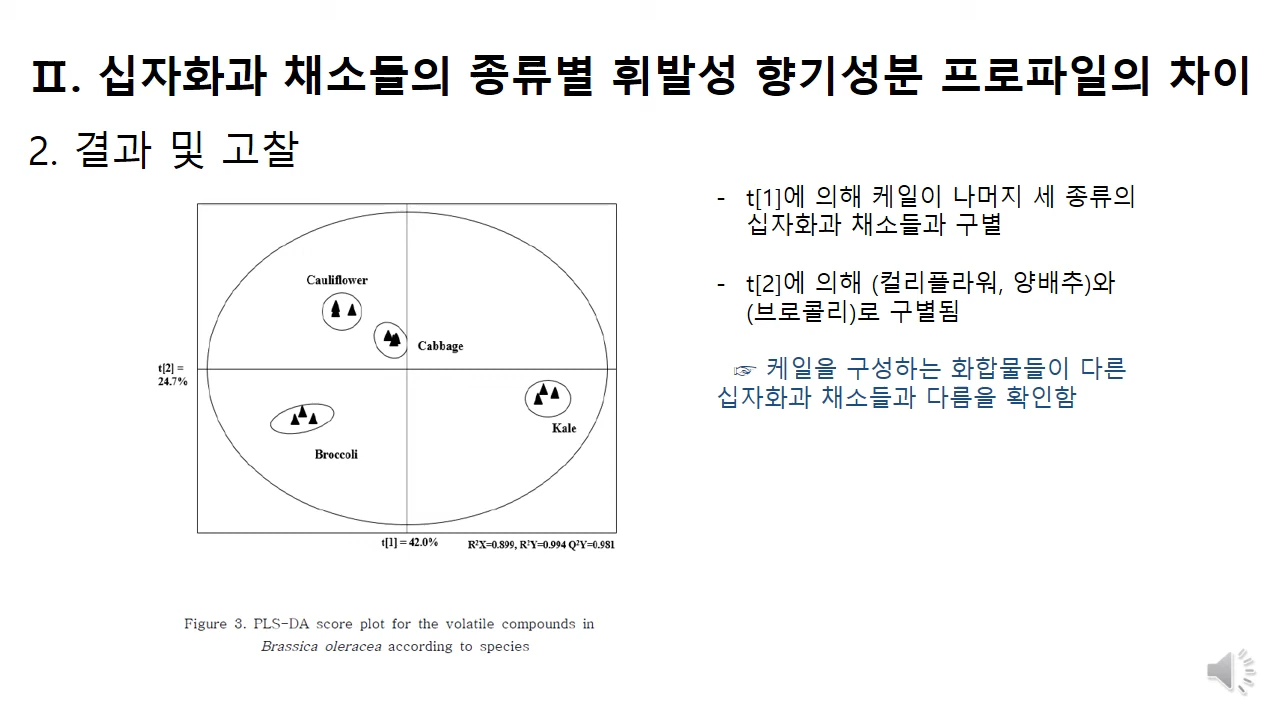 Ⅱ. 십자화과 채소들의 종류별 휘발성 향기성분 프로파일의 차이
2. 결과 및 고찰
Cauliflower
Cabbage
t[2] =
24.7%
Kale
Broccoli
t[1] = 42.0%
R²X=0.899, R²Y=0.994 Q²Y=0.981
Figure 3. PLS-DA score plot for the volatile compounds in
Brassica oleracea according to species
- t[1]에 의해 케일이 나머지 세 종류의
십자화과 채소들과 구별
- t[2]에 의해 (컬리플라워, 양배추)와
(브로콜리)로 구별됨
☞ 케일을 구성하는 화합물들이 다른
십자화과 채소들과 다름을 확인함